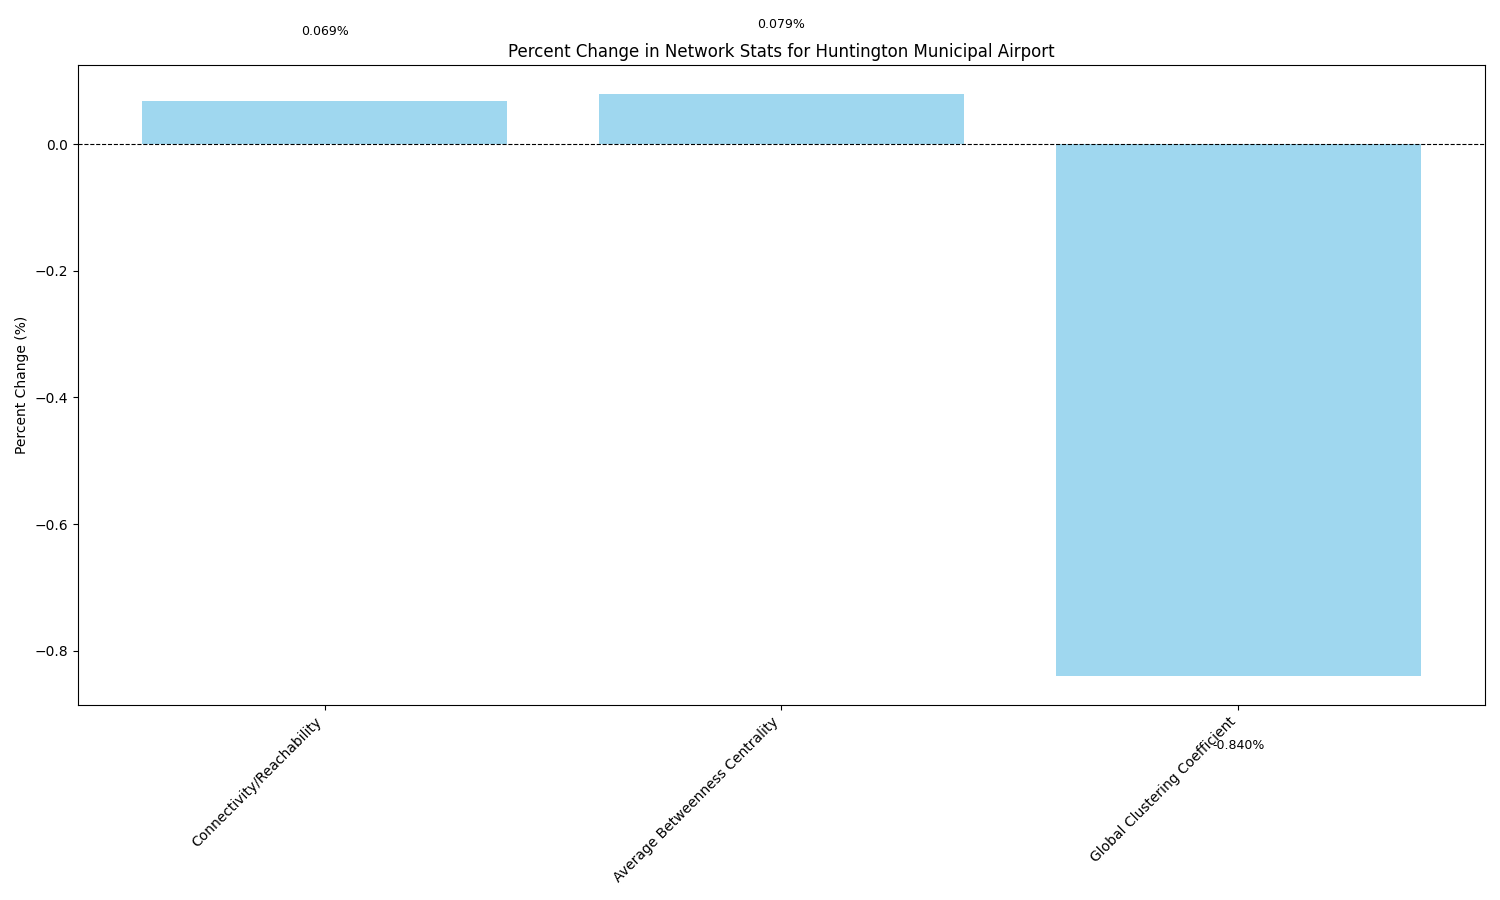 0.069%
0.079%
Percent Change in Network Stats for Huntington Municipal Airport
Percent Change (%)
0.0
−0.2
−0.4
−0.6
−0.8
Connectivity/Reachability
Average Betweenness Centrality
Global Clustering Coefficient
-0.840%